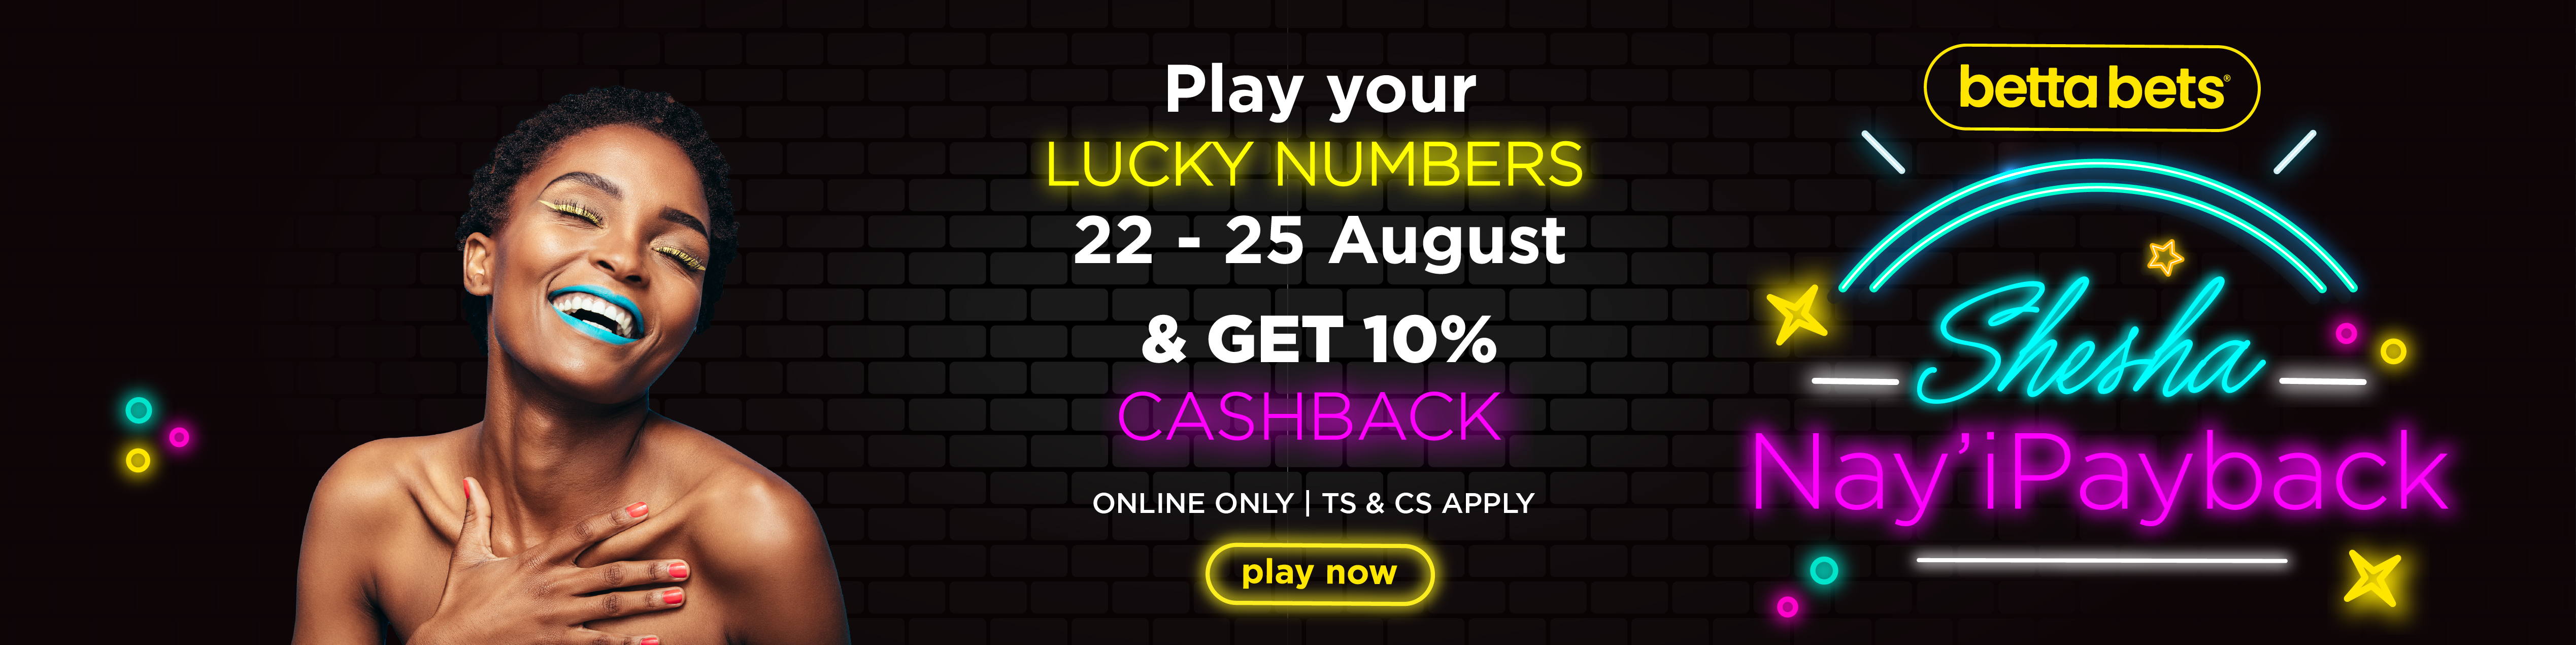 Play your
LUCKY NUMBERS
22 - 25 August
& GET 10%
CASHBACK
ONLINE ONLY | TS & CS APPLY
play now
betta bets®
Shesha
Nay'iPayback